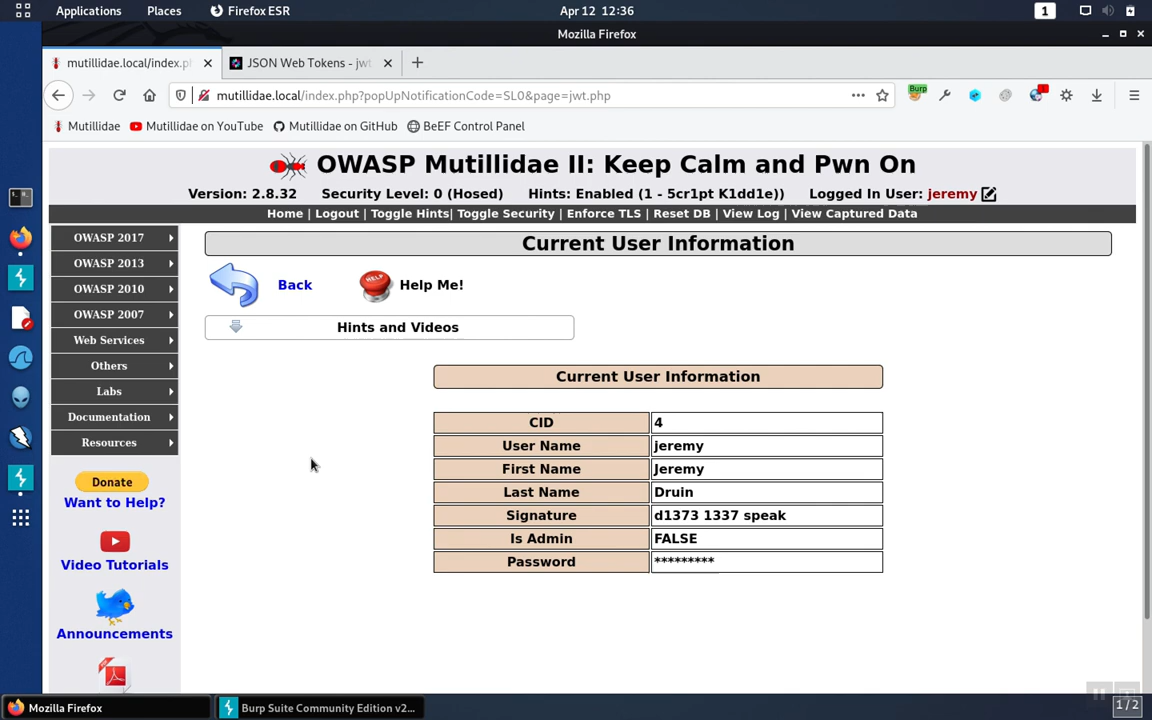 Applications Places Firefox ESR Apr 12 12:36 1
Mozilla Firefox
mutillidae.local/index.p JSON Web Tokens - jwt
mutillidae.local/index.php?popUpNotificationCode=SL0&page=jwt.php Burp
Mutillidae Mutillidae on YouTube Mutillidae on GitHub BeEF Control Panel
OWASP Mutillidae II: Keep Calm and Pwn On
Version: 2.8.32 Security Level: 0 (Hosed) Hints: Enabled (1 - 5cr1pt K1dd1e)) Logged In User: jeremy
Home | Logout | Toggle Hints| Toggle Security | Enforce TLS | Reset DB | View Log | View Captured Data
OWASP 2017
OWASP 2013
OWASP 2010
OWASP 2007
Web Services
Others
Labs
Documentation
Resources
Donate
Want to Help?
Video Tutorials
Announcements
Current User Information
Back HELP Help Me!
Hints and Videos
Current User Information
CID 4
User Name jeremy
First Name Jeremy
Last Name Druin
Signature d1373 1337 speak
Is Admin FALSE
Password *********
Mozilla Firefox Burp Suite Community Edition v2... 1/2